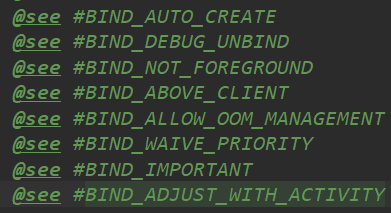 @see #BIND_AUTO_CREATE
@see #BIND_DEBUG_UNBIND
@see #BIND_NOT_FOREGROUND
@see #BIND_ABOVE_CLIENT
@see #BIND_ALLOW_OOM_MANAGEMENT
@see #BIND_WAIVE_PRIORITY
@see #BIND_IMPORTANT
@see #BIND_ADJUST_WITH_ACTIVITY